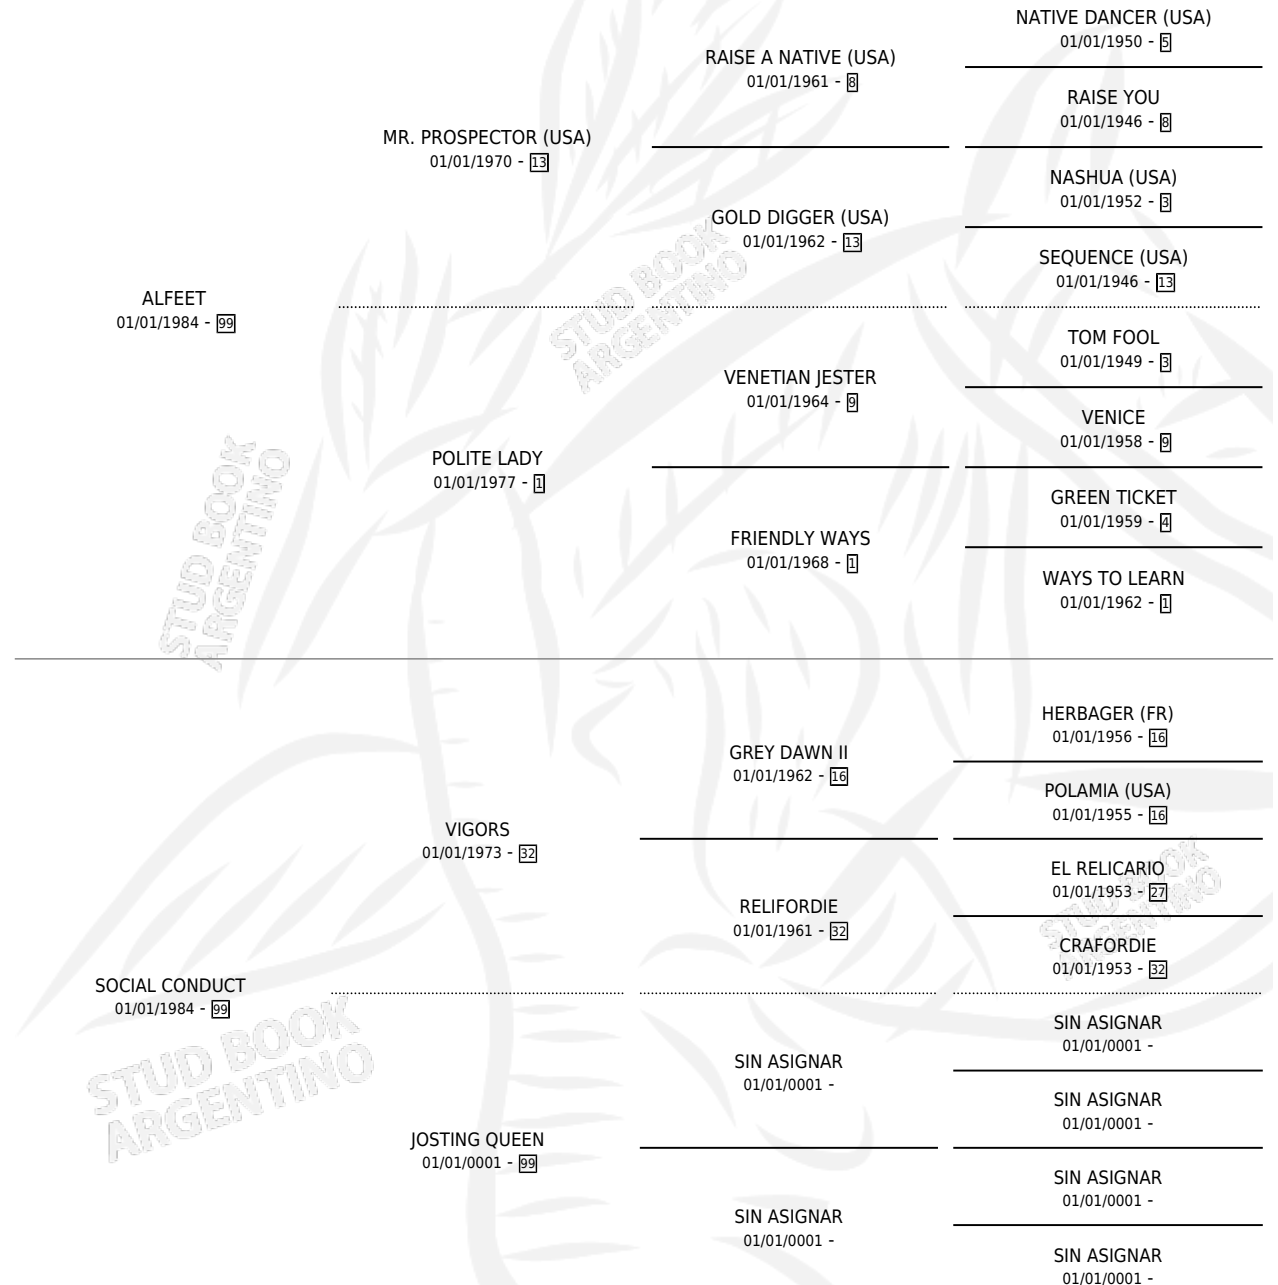 NATIVE DANCER (USA)
01/01/1950 - 5
RAISE A NATIVE (USA)
01/01/1961 - 8
RAISE YOU
01/01/1946 - 8
MR. PROSPECTOR (USA)
01/01/1970 - 13
NASHUA (USA)
01/01/1952 - 3
GOLD DIGGER (USA)
01/01/1962 - 13
SEQUENCE (USA)
01/01/1946 - 13
ALFEET
01/01/1984 - 99
TOM FOOL
01/01/1949 - 3
VENETIAN JESTER
01/01/1964 - 9
VENICE
01/01/1958 - 9
POLITE LADY
01/01/1977 - 1
GREEN TICKET
01/01/1959 - 4
FRIENDLY WAYS
01/01/1968 - 1
WAYS TO LEARN
01/01/1962 - 1
HERBAGER (FR)
01/01/1956 - 16
GREY DAWN II
01/01/1962 - 16
POLAMIA (USA)
01/01/1955 - 16
VIGORS
01/01/1973 - 32
EL RELICARIO
01/01/1953 - 27
RELIFORDIE
01/01/1961 - 32
CRAFORDIE
01/01/1953 - 32
SOCIAL CONDUCT
01/01/1984 - 99
SIN ASIGNAR
01/01/0001 -
SIN ASIGNAR
01/01/0001 -
SIN ASIGNAR
01/01/0001 -
JOSTING QUEEN
01/01/0001 - 99
SIN ASIGNAR
01/01/0001 -
SIN ASIGNAR
01/01/0001 -
SIN ASIGNAR
01/01/0001 -
STUD BOOK
ARGENTINO
STUD BOOK
ARGENTINO
STUD BOOK
ARGENTINO
STUD BOOK
ARGENTINO